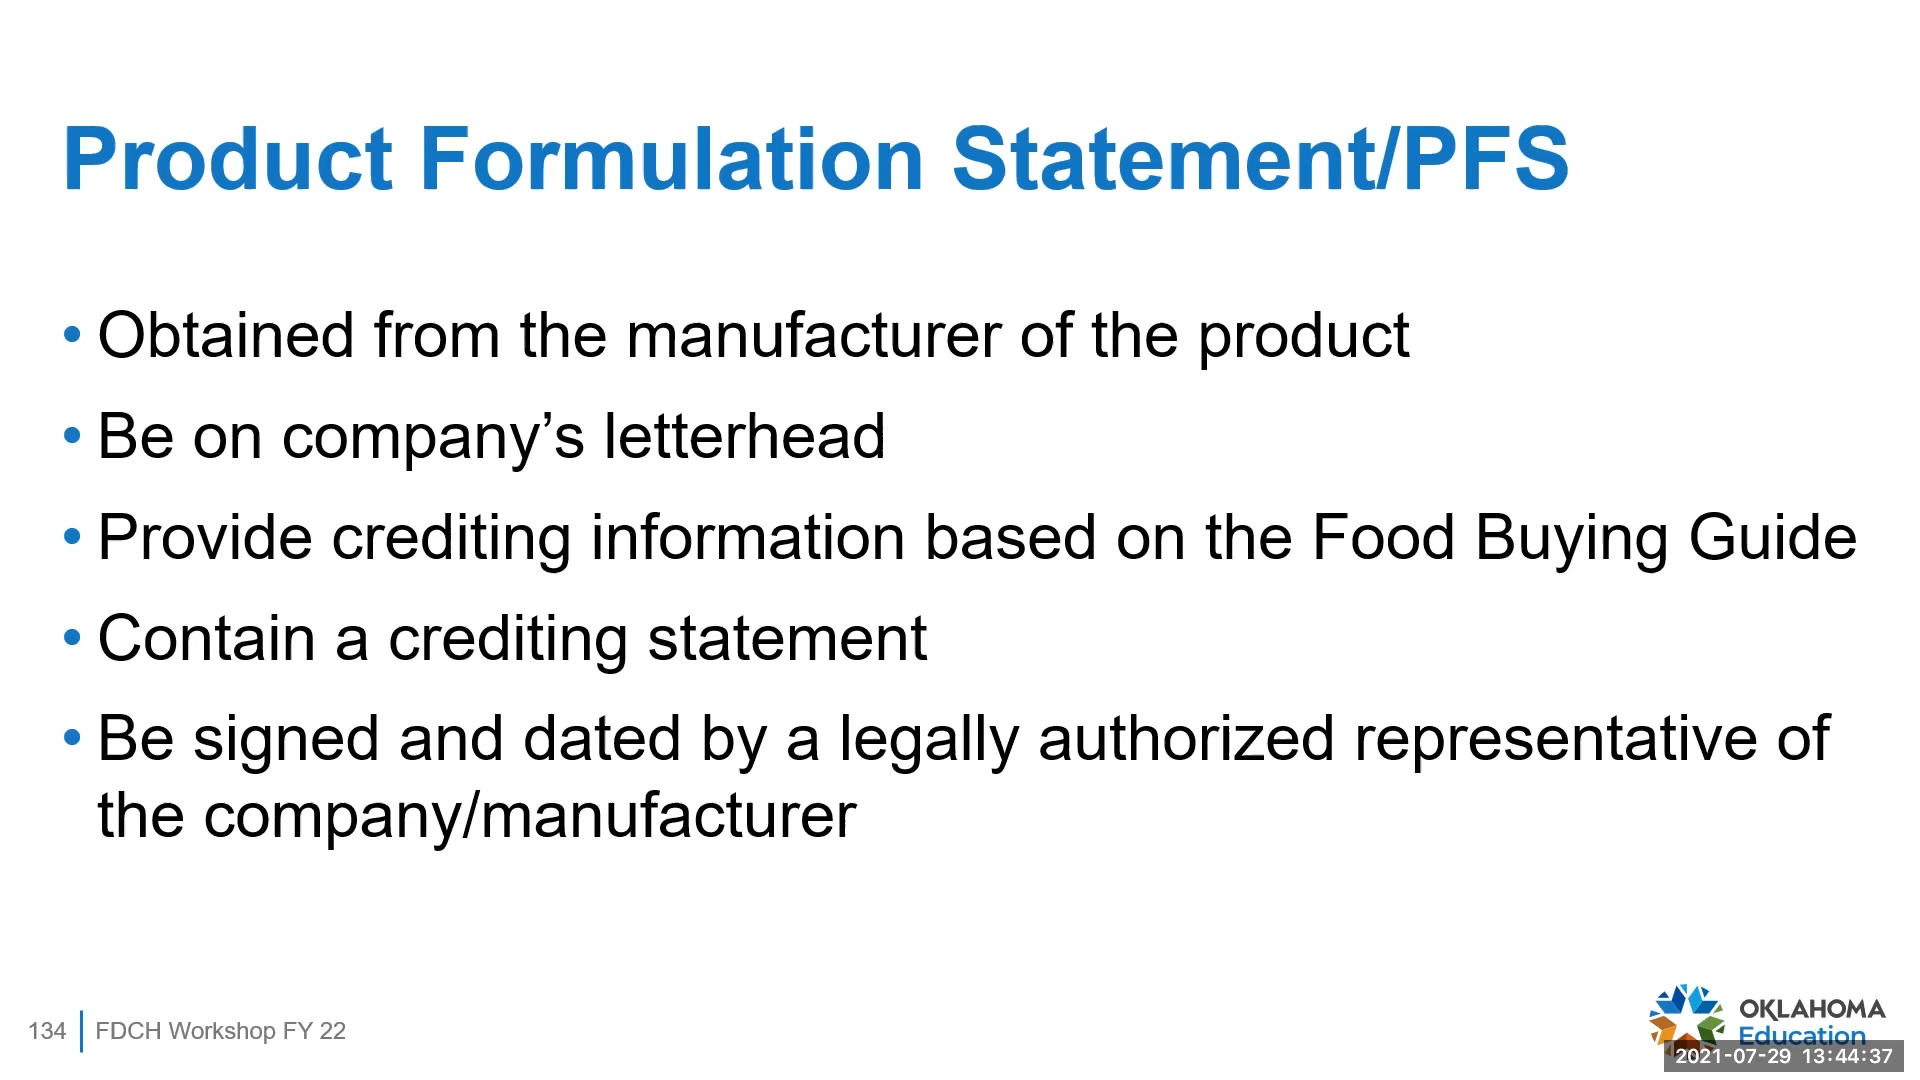 Product Formulation Statement/PFS
• Obtained from the manufacturer of the product
• Be on company’s letterhead
• Provide crediting information based on the Food Buying Guide
• Contain a crediting statement
• Be signed and dated by a legally authorized representative of
the company/manufacturer
134 FDCH Workshop FY 22
OKLAHOMA
Education
2021-07-29 13:44:37